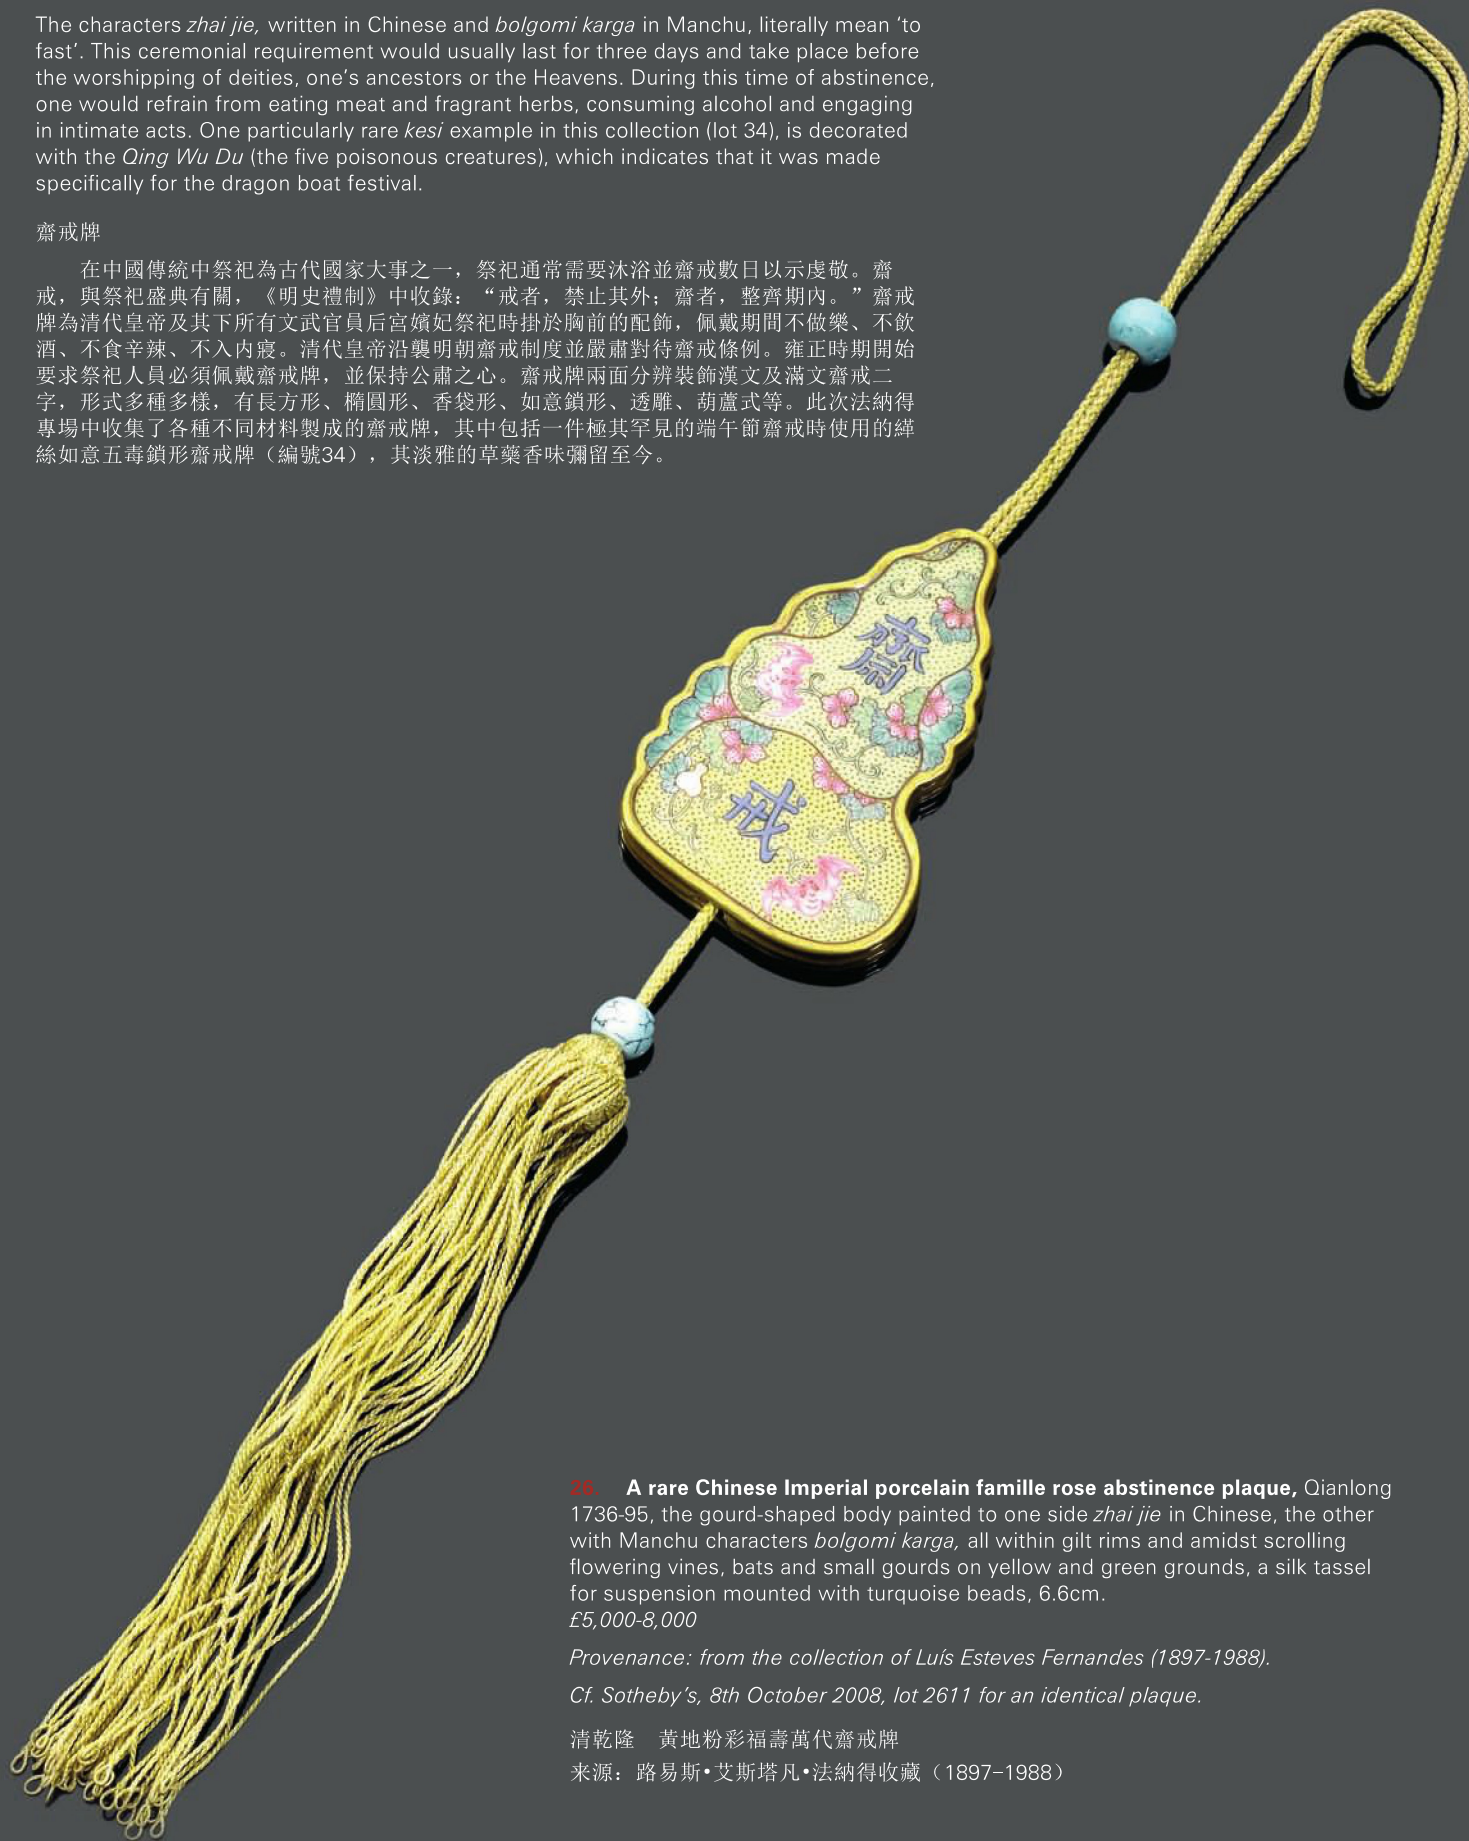 The characters zhai jie, written in Chinese and bolgomi karga in Manchu, literally mean ‘to
fast’. This ceremonial requirement would usually last for three days and take place before
the worshipping of deities, one’s ancestors or the Heavens. During this time of abstinence,
one would refrain from eating meat and fragrant herbs, consuming alcohol and engaging
in intimate acts. One particularly rare kesi example in this collection (lot 34), is decorated
with the Qing Wu Du (the five poisonous creatures), which indicates that it was made
specifically for the dragon boat festival.
齋戒牌
在中國傳統中祭祀為古代國家大事之一，祭祀通常需要沐浴並齋戒數日以示虔敬。齋
戒，與祭祀盛典有關，《明史禮制》中收錄：“戒者，禁止其外；齋者，整齊期內。”齋戒
牌為清代皇帝及其下所有文武官員后宮嬪妃祭祀時掛於胸前的配飾，佩戴期間不做樂、不飲
酒、不食辛辣、不入內寢。清代皇帝沿襲明朝齋戒制度並嚴肅對待齋戒條例。雍正時期開始
要求祭祀人員必須佩戴齋戒牌，並保持公肅之心。齋戒牌兩面分辨裝飾漢文及滿文齋戒二
字，形式多種多樣，有長方形、橢圓形、香袋形、如意鎖形、透雕、葫蘆式等。此次法納得
專場中收集了各種不同材料製成的齋戒牌，其中包括一件極其罕見的端午節齋戒時使用的緙
絲如意五毒鎖形齋戒牌（編號34），其淡雅的草藥香味彌留至今。
齋
戒
26. A rare Chinese Imperial porcelain famille rose abstinence plaque, Qianlong
1736-95, the gourd-shaped body painted to one side zhai jie in Chinese, the other
with Manchu characters bolgomi karga, all within gilt rims and amidst scrolling
flowering vines, bats and small gourds on yellow and green grounds, a silk tassel
for suspension mounted with turquoise beads, 6.6cm.
£5,000-8,000
Provenance: from the collection of Luís Esteves Fernandes (1897-1988).
Cf. Sotheby’s, 8th October 2008, lot 2611 for an identical plaque.
清乾隆　黃地粉彩福壽萬代齋戒牌
来源：路易斯•艾斯塔凡•法納得收藏（1897–1988）